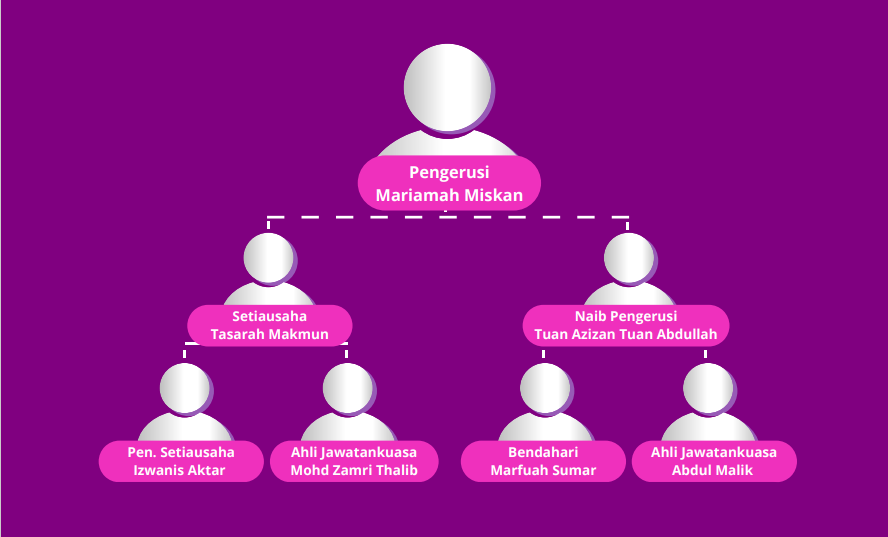 Pengerusi
Mariamah Miskan
Setiausaha
Tasarah Makmun
Naib Pengerusi
Tuan Azizan Tuan Abdullah
Pen. Setiausaha
Izwanis Aktar
Ahli Jawatankuasa
Mohd Zamri Thalib
Bendahari
Marfuah Sumar
Ahli Jawatankuasa
Abdul Malik